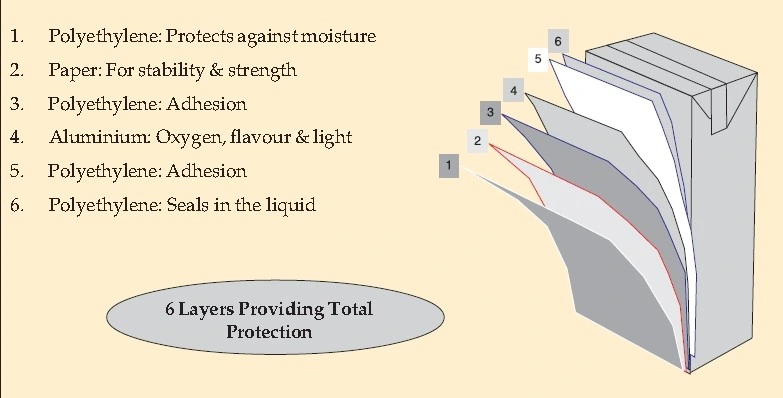 1. Polyethylene: Protects against moisture
2. Paper: For stability & strength
3. Polyethylene: Adhesion
4. Aluminium: Oxygen, flavour & light
5. Polyethylene: Adhesion
6. Polyethylene: Seals in the liquid
6 Layers Providing Total
Protection
6
5
4
3
2
1